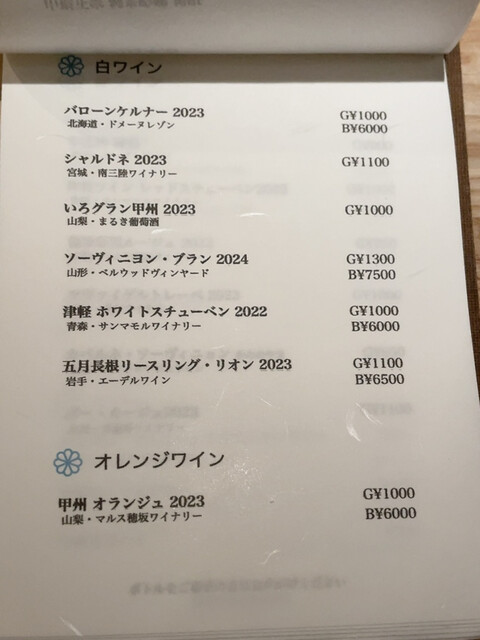 白ワイン
バローンケルナー 2023 G¥1000
北海道・ドメーヌレゾン B¥6000
シャルドネ 2023 G¥1100
宮城・南三陸ワイナリー
いろグラン甲州 2023 G¥1000
山梨・まるき葡萄酒
ソーヴィニヨン・ブラン 2024 G¥1300
山形・ベルウッドヴィンヤード B¥7500
津軽 ホワイトスチューベン 2022 G¥1000
青森・サンマモルワイナリー B¥6000
五月長根リースリング・リオン 2023 G¥1100
岩手・エーデルワイン B¥6500
オレンジワイン
甲州 オランジュ 2023 G¥1000
山梨・マルス穂坂ワイナリー B¥6000